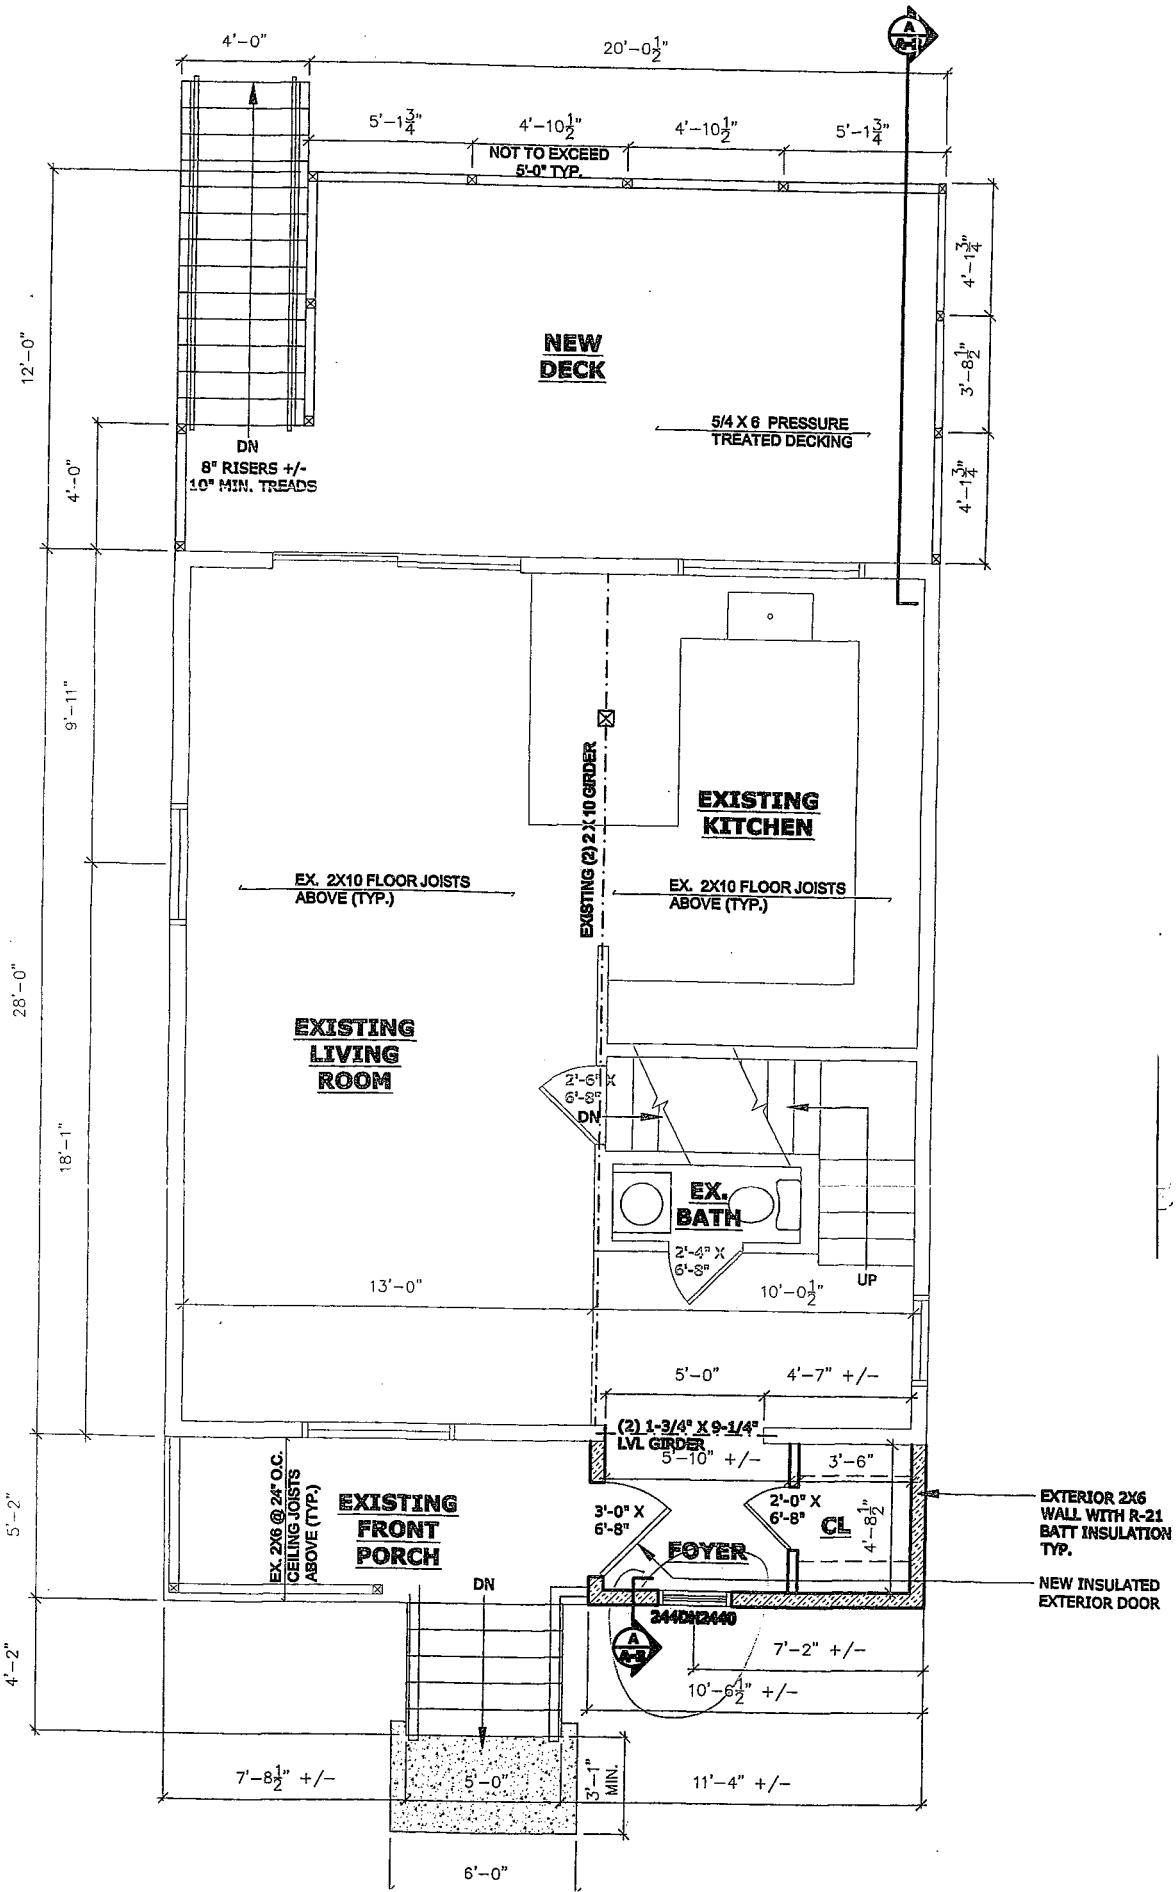 A
4'-0"
20'-0½"
5'-1¾"
4'-10½"
4'-10½"
5'-1¾"
NOT TO EXCEED
5'-0" TYP.
4'-1¾"
12'-0"
NEW
DECK
3'-8½"
5/4 X 6 PRESSURE
TREATED DECKING
DN
8" RISERS +/-
10" MIN. TREADS
4'-0"
4'-1¾"
9'-11"
EXISTING (2) 2 X 10 GIRDER
EXISTING
KITCHEN
EX. 2X10 FLOOR JOISTS
ABOVE (TYP.)
EX. 2X10 FLOOR JOISTS
ABOVE (TYP.)
28'-0"
EXISTING
LIVING
ROOM
2'-6" X
6'-8"
DN
18'-1"
EX.
BATH
2'-4" X
6'-8"
UP
13'-0"
10'-0½"
5'-0"
4'-7" +/-
(2) 1-3/4" X 9-1/4"
LVL GIRDER
5'-10" +/-
3'-6"
5'-2"
EX. 2X6 @ 24" O.C.
CEILING JOISTS
ABOVE (TYP.)
EXISTING
FRONT
PORCH
3'-0" X
6'-8"
2'-0" X
6'-8"
CL
4'-8½"
FOYER
EXTERIOR 2X6
WALL WITH R-21
BATT INSULATION
TYP.
NEW INSULATED
EXTERIOR DOOR
DN
244DH2440
A
4'-2"
7'-2" +/-
10'-6½" +/-
7'-8½" +/-
5'-0"
3'-1"
MIN.
11'-4" +/-
6'-0"